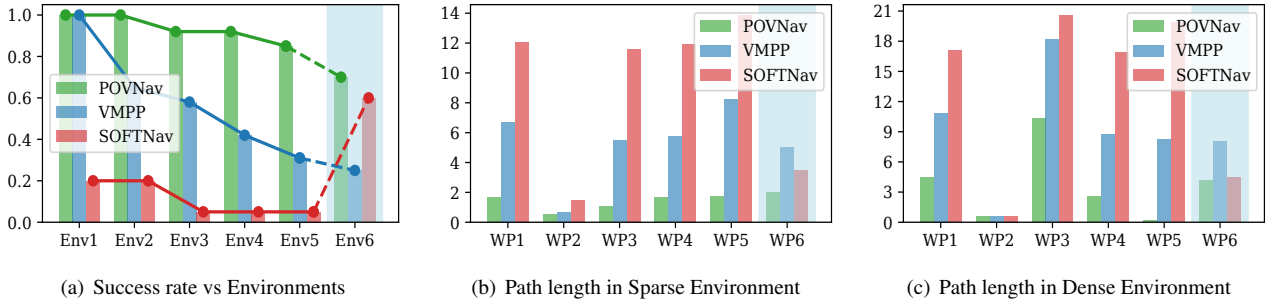 1.0
0.8
0.6
0.4
0.2
0.0
POVNav
VMPP
SOFTNav
Env1 Env2 Env3 Env4 Env5 Env6
(a) Success rate vs Environments
14
12
10
8
6
4
2
0
POVNav
VMPP
SOFTNav
WP1 WP2 WP3 WP4 WP5 WP6
(b) Path length in Sparse Environment
21
18
15
12
9
6
3
0
POVNav
VMPP
SOFTNav
WP1 WP2 WP3 WP4 WP5 WP6
(c) Path length in Dense Environment